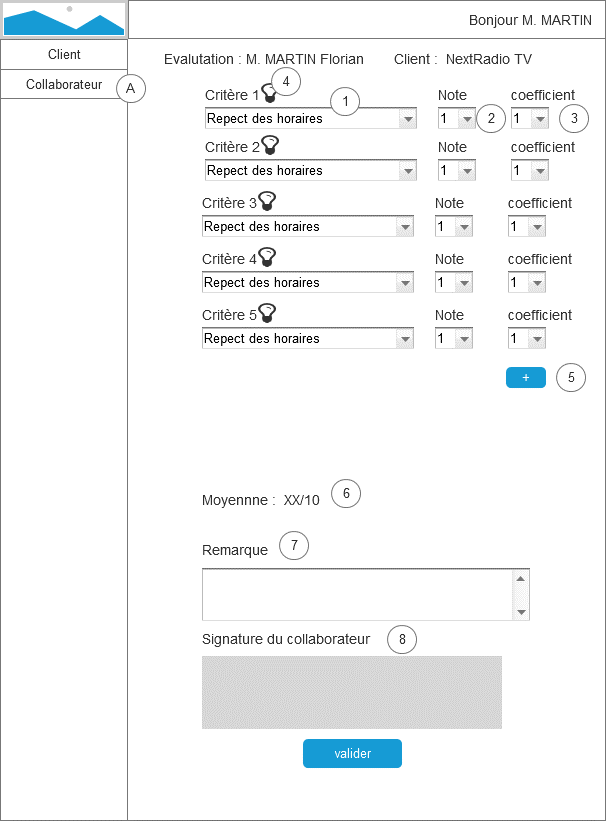 Bonjour M. MARTIN
Client
Collaborateur
A
Evalutation : M. MARTIN Florian Client : NextRadio TV
4
Critère 1 Note coefficient
1
Repect des horaires 1 2 1 3
Critère 2 Note coefficient
Repect des horaires 1 1
Critère 3 Note coefficient
Repect des horaires 1 1
Critère 4 Note coefficient
Repect des horaires 1 1
Critère 5 Note coefficient
Repect des horaires 1 1
+ 5
Moyennne : XX/10 6
Remarque 7
Signature du collaborateur 8
valider